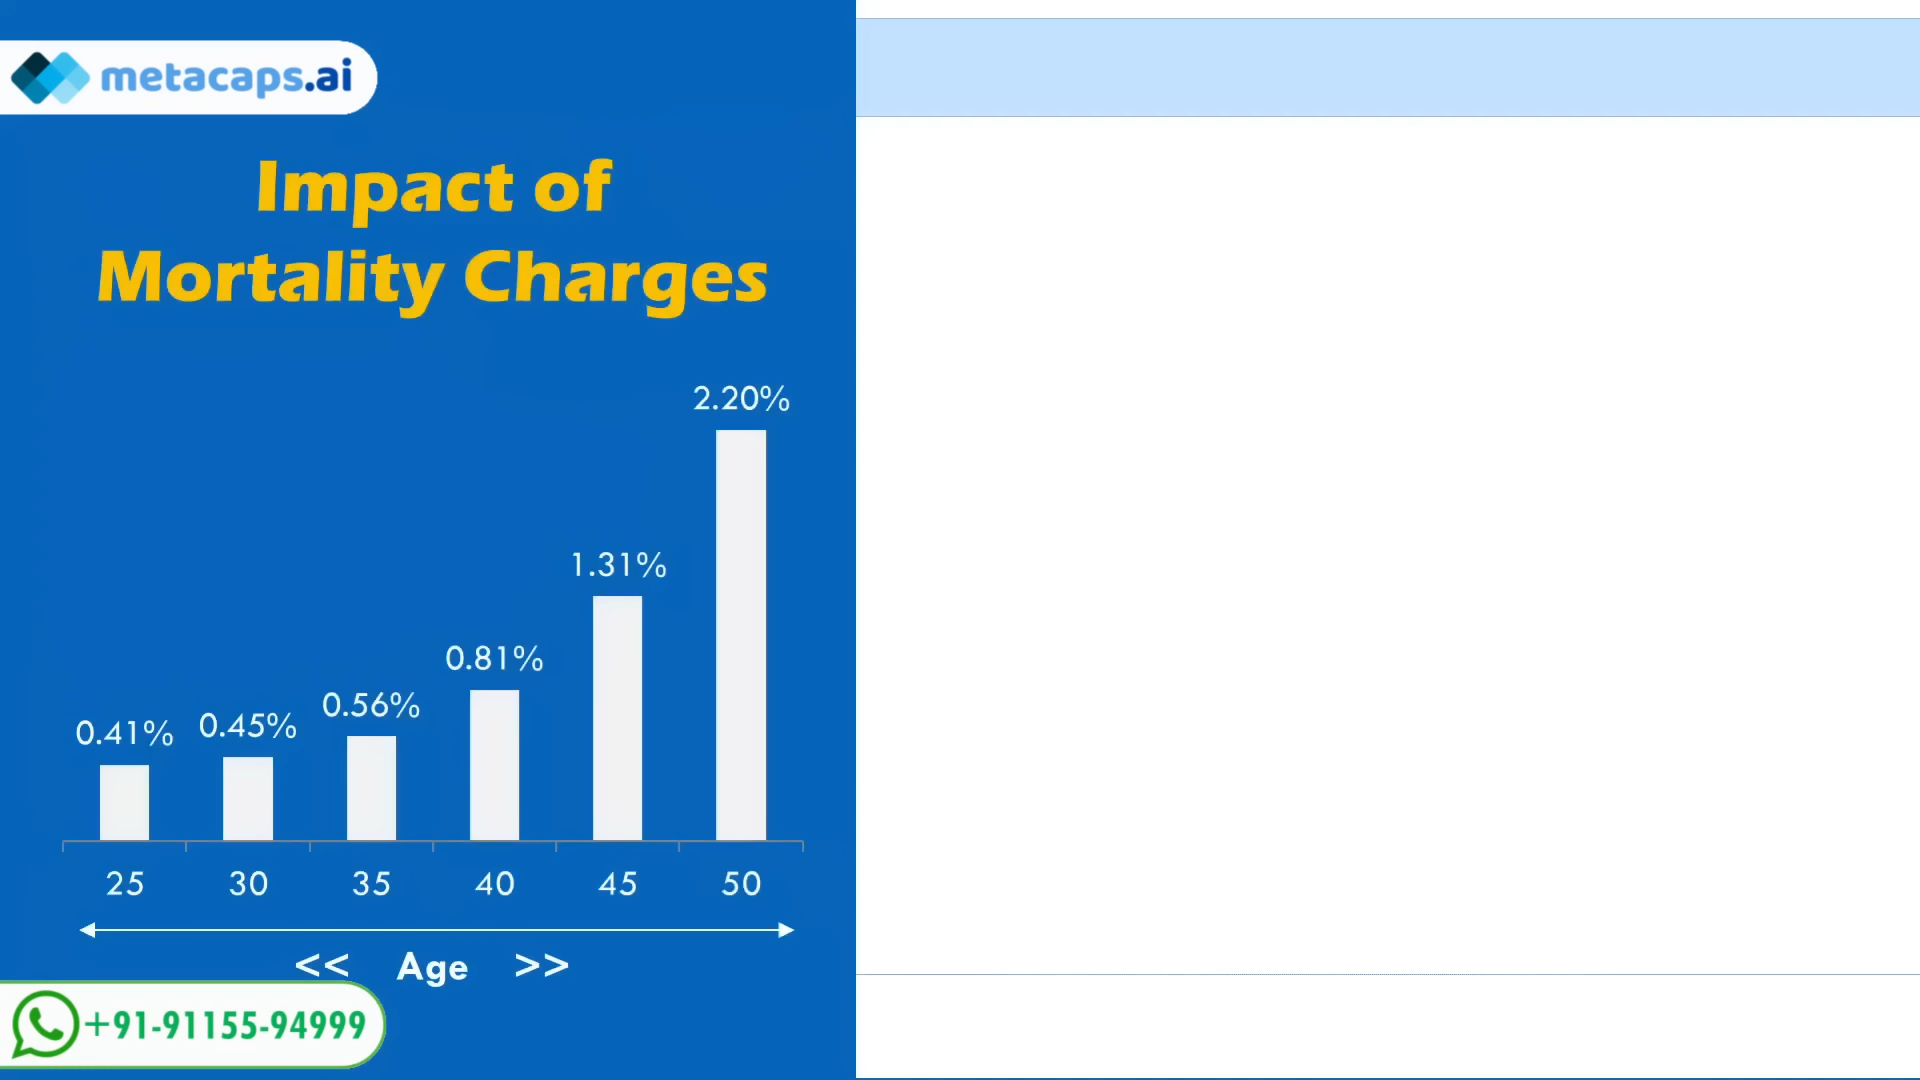 metacaps.ai
Impact of
Mortality Charges
2.20%
1.31%
0.81%
0.56%
0.45%
0.41%
25 30 35 40 45 50
<< Age >>
+91-91155-94999